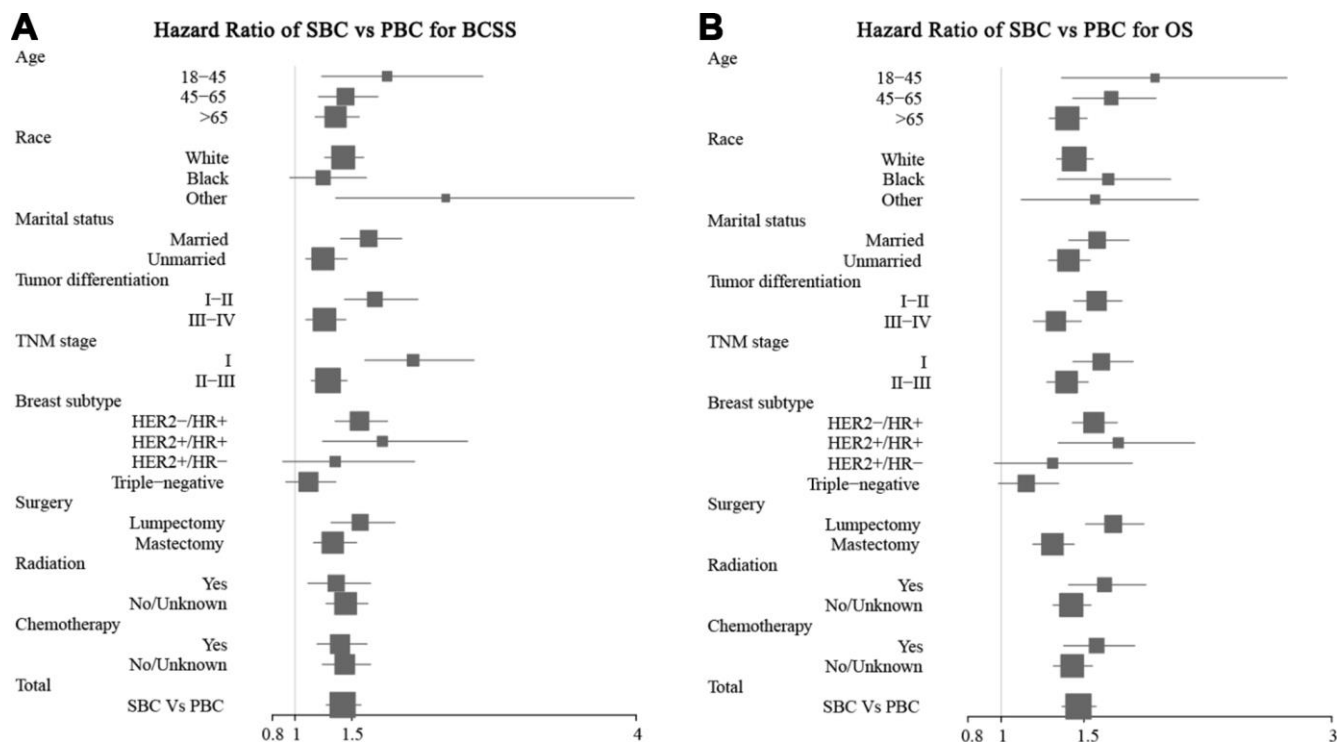 A
Hazard Ratio of SBC vs PBC for BCSS
Age
18−45
45−65
>65
Race
White
Black
Other
Marital status
Married
Unmarried
Tumor differentiation
I−II
III−IV
TNM stage
I
II−III
Breast subtype
HER2−/HR+
HER2+/HR+
HER2+/HR−
Triple−negative
Surgery
Lumpectomy
Mastectomy
Radiation
Yes
No/Unknown
Chemotherapy
Yes
No/Unknown
Total
SBC Vs PBC
0.8 1 1.5 4
B
Hazard Ratio of SBC vs PBC for OS
Age
18−45
45−65
>65
Race
White
Black
Other
Marital status
Married
Unmarried
Tumor differentiation
I−II
III−IV
TNM stage
I
II−III
Breast subtype
HER2−/HR+
HER2+/HR+
HER2+/HR−
Triple−negative
Surgery
Lumpectomy
Mastectomy
Radiation
Yes
No/Unknown
Chemotherapy
Yes
No/Unknown
Total
SBC Vs PBC
0.8 1 1.5 3